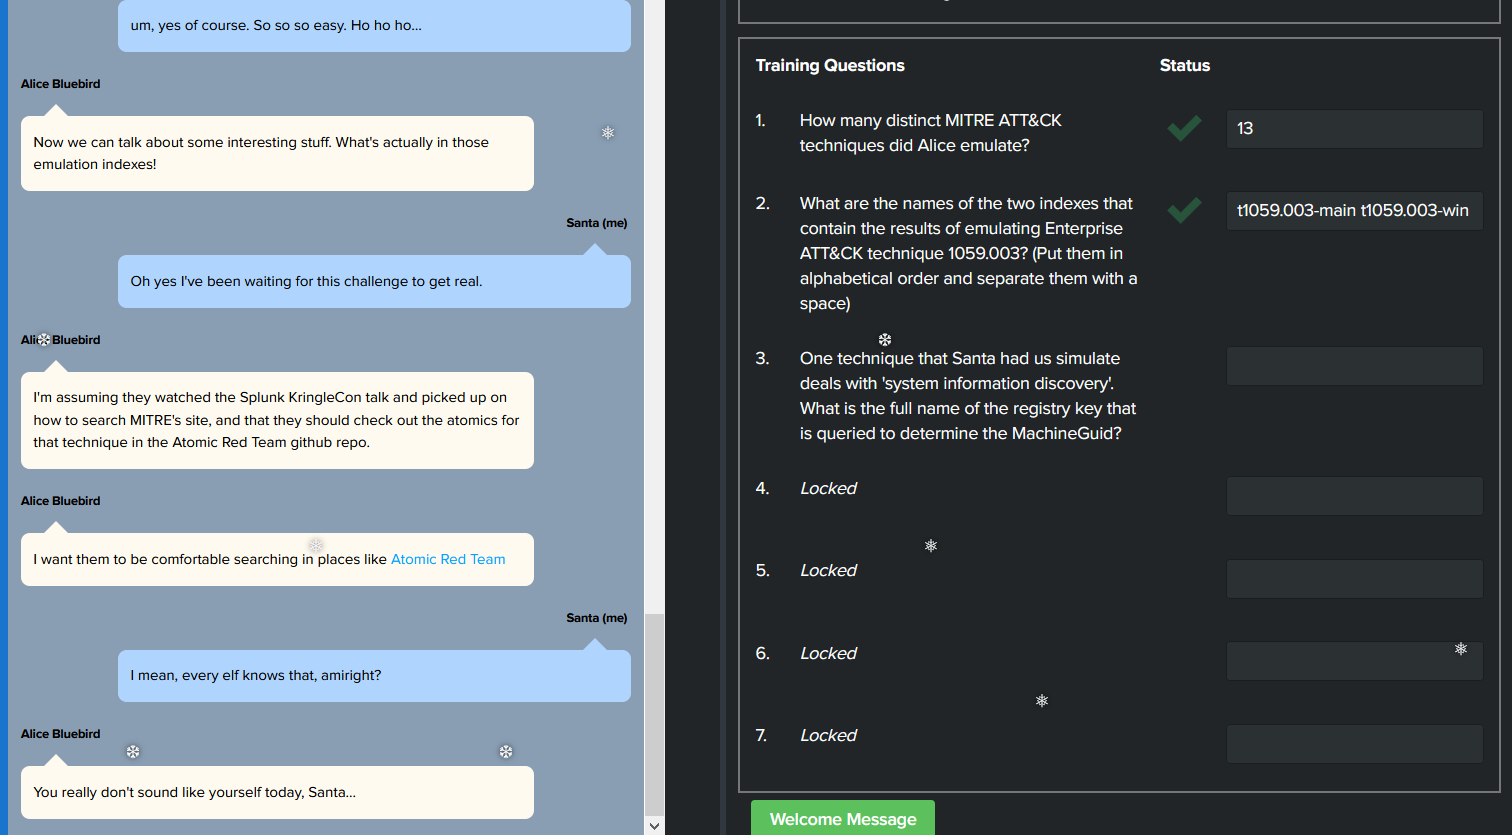 um, yes of course. So so so easy. Ho ho ho...
Alice Bluebird
Now we can talk about some interesting stuff. What's actually in those
emulation indexes!
Santa (me)
Oh yes I've been waiting for this challenge to get real.
Alice Bluebird
I'm assuming they watched the Splunk KringleCon talk and picked up on
how to search MITRE's site, and that they should check out the atomics for
that technique in the Atomic Red Team github repo.
Alice Bluebird
I want them to be comfortable searching in places like Atomic Red Team
Santa (me)
I mean, every elf knows that, amiright?
Alice Bluebird
You really don't sound like yourself today, Santa...
Training Questions
Status
1.
How many distinct MITRE ATT&CK
techniques did Alice emulate?
13
2.
What are the names of the two indexes that
contain the results of emulating Enterprise
ATT&CK technique 1059.003? (Put them in
alphabetical order and separate them with a
space)
t1059.003-main t1059.003-win
3.
One technique that Santa had us simulate
deals with 'system information discovery'.
What is the full name of the registry key that
is queried to determine the MachineGuid?
4.
Locked
5.
Locked
6.
Locked
7.
Locked
Welcome Message